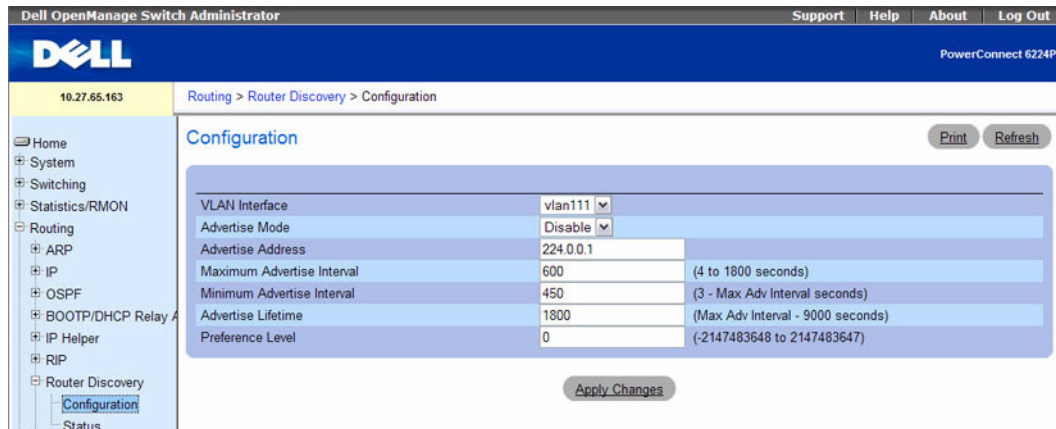 Dell OpenManage Switch Administrator
Support | Help | About | Log Out
DELL
PowerConnect 6224P
10.27.65.163
Routing > Router Discovery > Configuration
Home
System
Switching
Statistics/RMON
Routing
ARP
IP
OSPF
BOOTP/DHCP Relay A
IP Helper
RIP
Router Discovery
Configuration
Status
Configuration
Print
Refresh
VLAN Interface vlan111
Advertise Mode Disable
Advertise Address 224.0.0.1
Maximum Advertise Interval 600 (4 to 1800 seconds)
Minimum Advertise Interval 450 (3 - Max Adv Interval seconds)
Advertise Lifetime 1800 (Max Adv Interval - 9000 seconds)
Preference Level 0 (-2147483648 to 2147483647)
Apply Changes